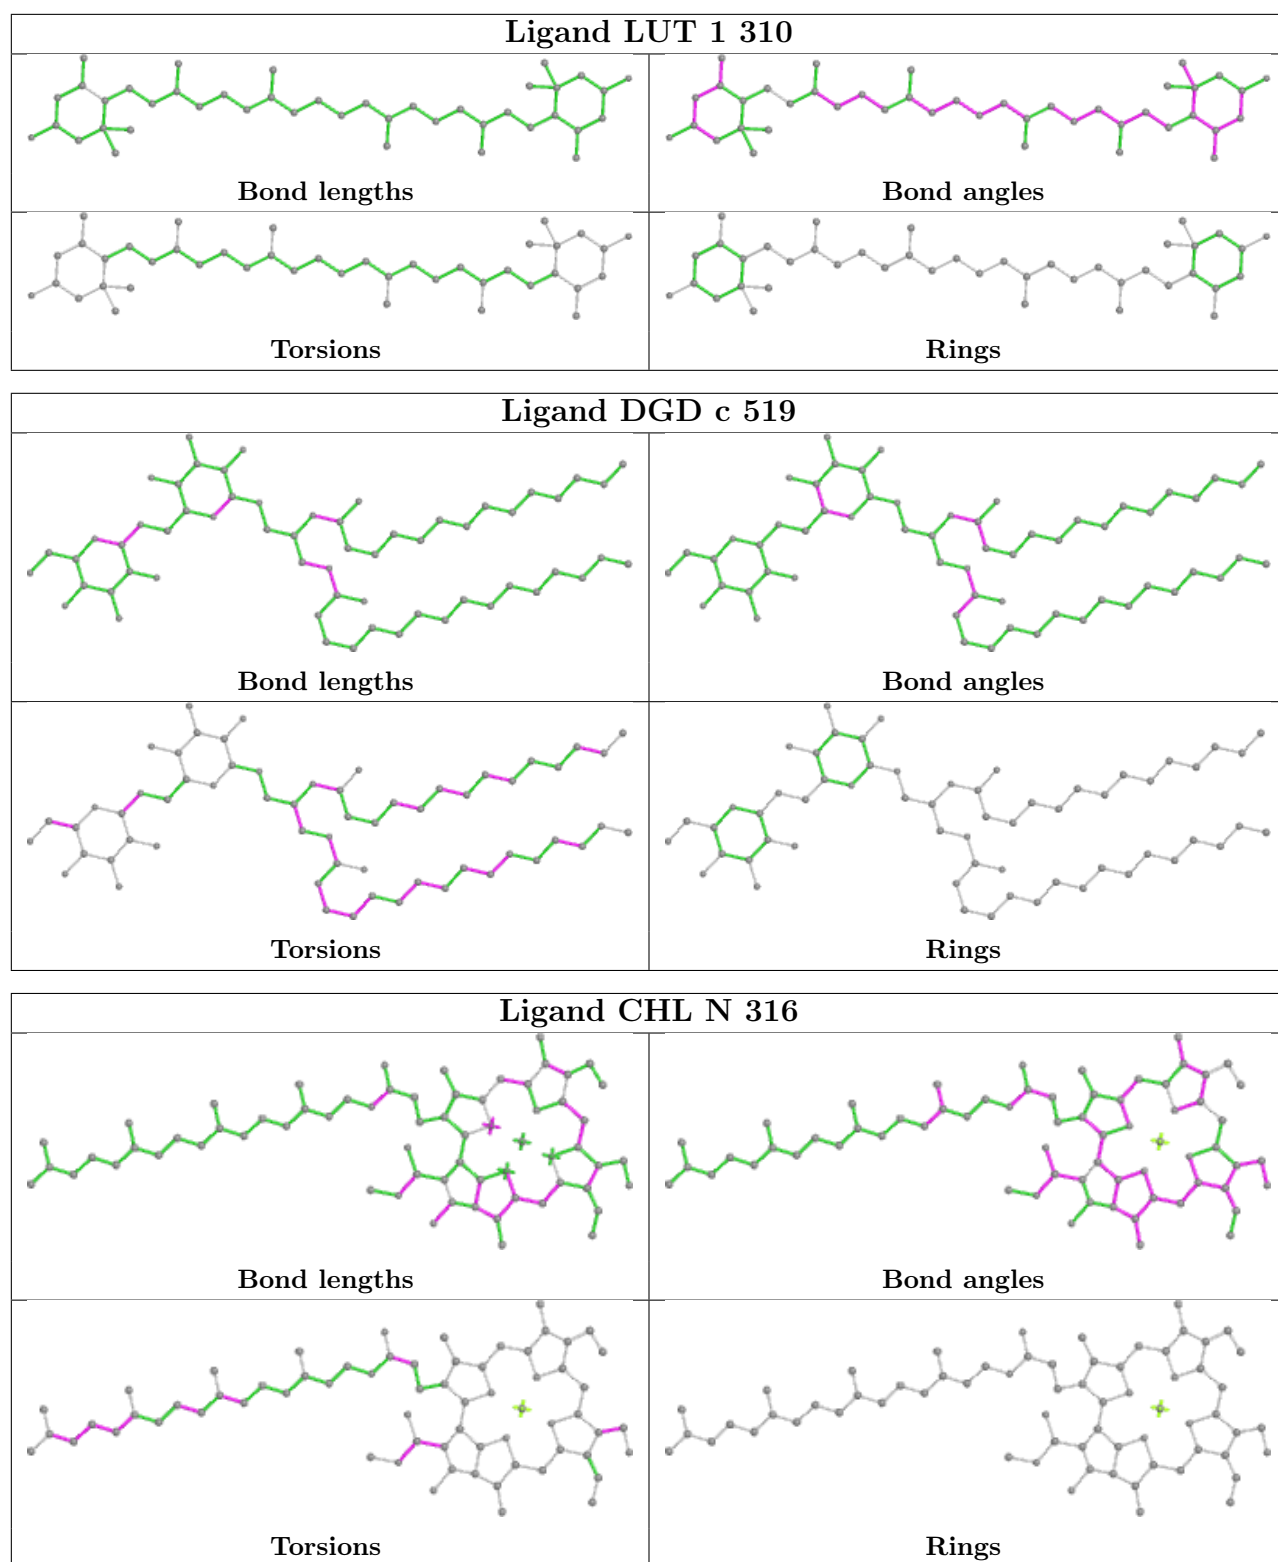 Ligand LUT 1 310
Bond lengths
Bond angles
Torsions
Rings
Ligand DGD c 519
Bond lengths
Bond angles
Torsions
Rings
Ligand CHL N 316
Bond lengths
Bond angles
Torsions
Rings